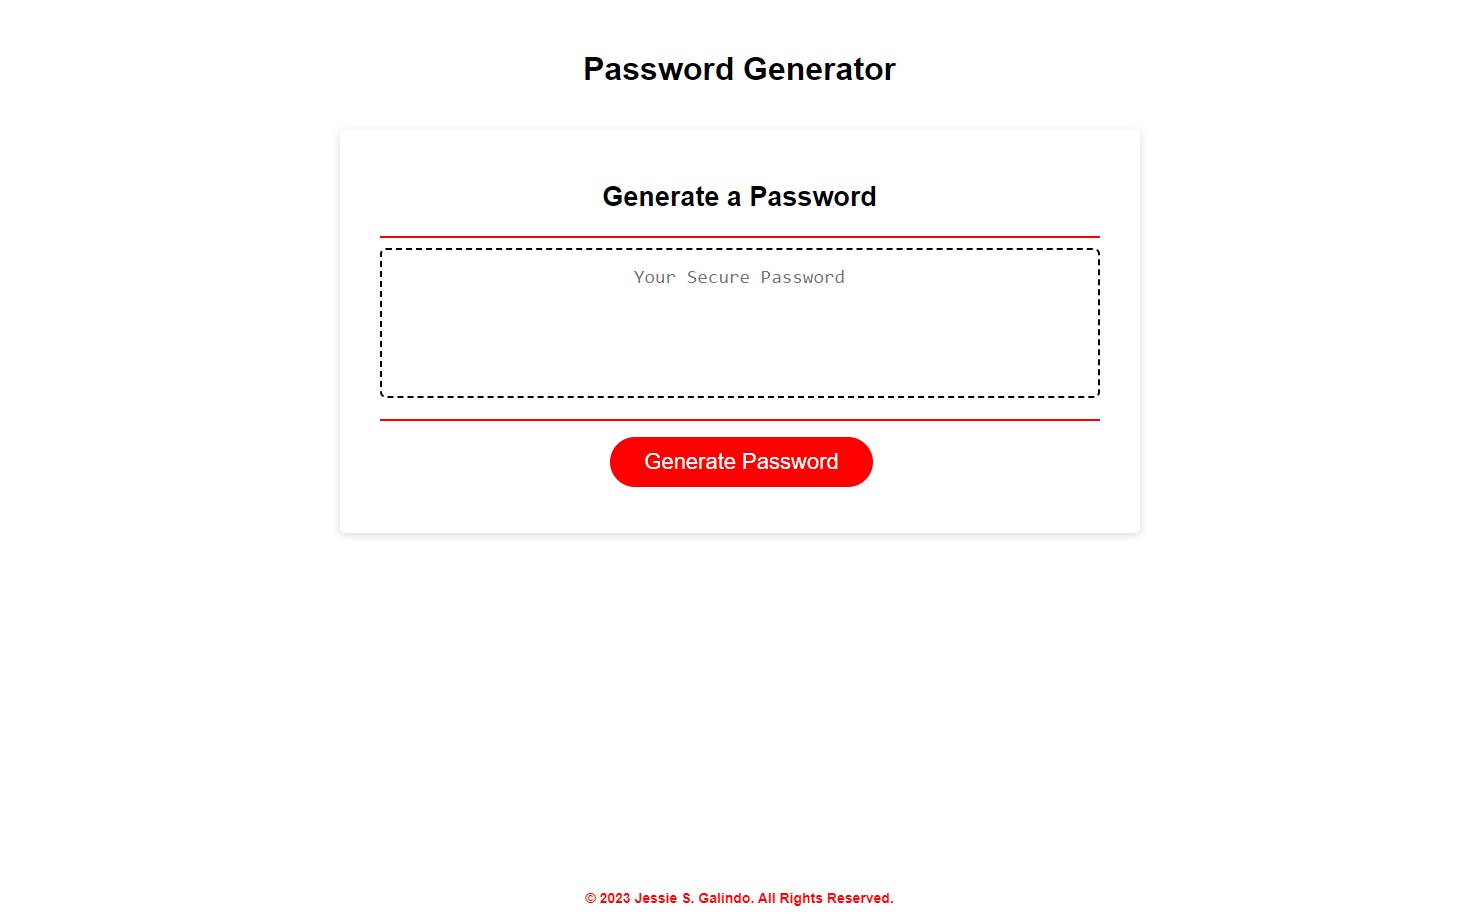 Password Generator
Generate a Password
Your Secure Password
Generate Password
© 2023 Jessie S. Galindo. All Rights Reserved.